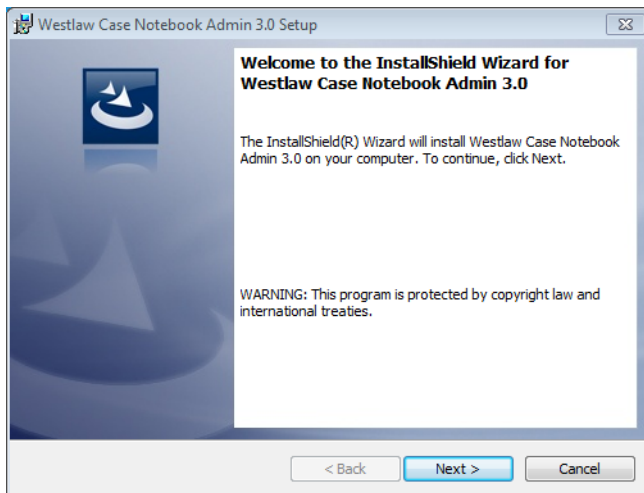 Westlaw Case Notebook Admin 3.0 Setup
Welcome to the InstallShield Wizard for
Westlaw Case Notebook Admin 3.0
The InstallShield(R) Wizard will install Westlaw Case Notebook
Admin 3.0 on your computer. To continue, click Next.
WARNING: This program is protected by copyright law and
international treaties.
< Back Next > Cancel